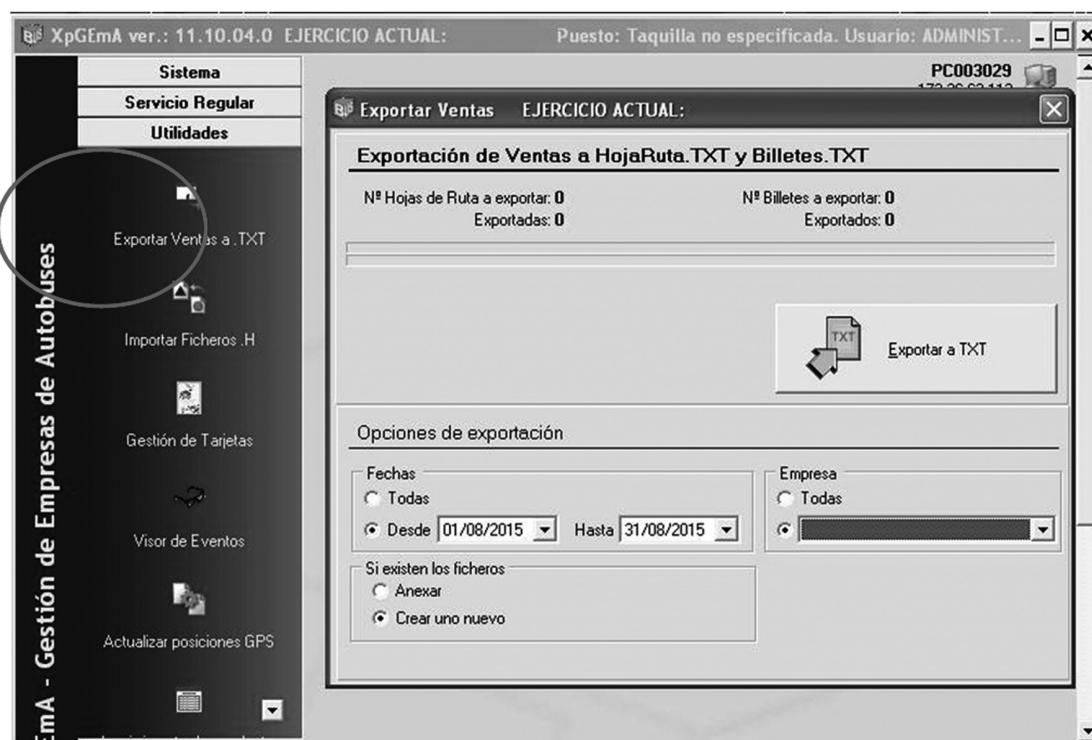 XpGEmA ver.: 11.10.04.0 EJERCICIO ACTUAL: Puesto: Taquilla no especificada. Usuario: ADMINIST...
Sistema
Servicio Regular
Utilidades
PC003029
Exportar Ventas a .TXT
Importar Ficheros .H
Gestión de Tarjetas
Visor de Eventos
Actualizar posiciones GPS
EmA - Gestión de Empresas de Autobuses
Exportar Ventas EJERCICIO ACTUAL:
Exportación de Ventas a HojaRuta.TXT y Billetes.TXT
Nº Hojas de Ruta a exportar: 0 Nº Billetes a exportar: 0
Exportadas: 0 Exportados: 0
TXT
Exportar a TXT
Opciones de exportación
Fechas
Todas
Desde 01/08/2015 Hasta 31/08/2015
Empresa
Todas
Si existen los ficheros
Anexar
Crear uno nuevo